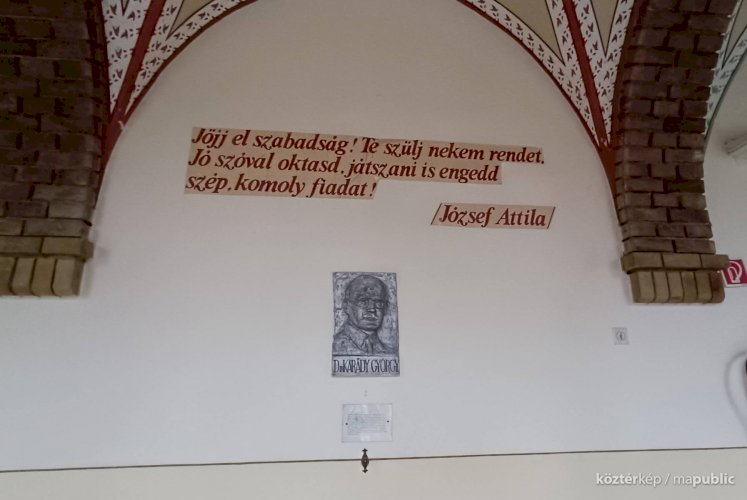 Jöjj el szabadság! Te szülj nekem rendet,
Jó szóval oktasd, játszani is engedd
szép, komoly fiadat!
József Attila
Dr. KARÁDY GYÖRGY
köztérkép / mapublic